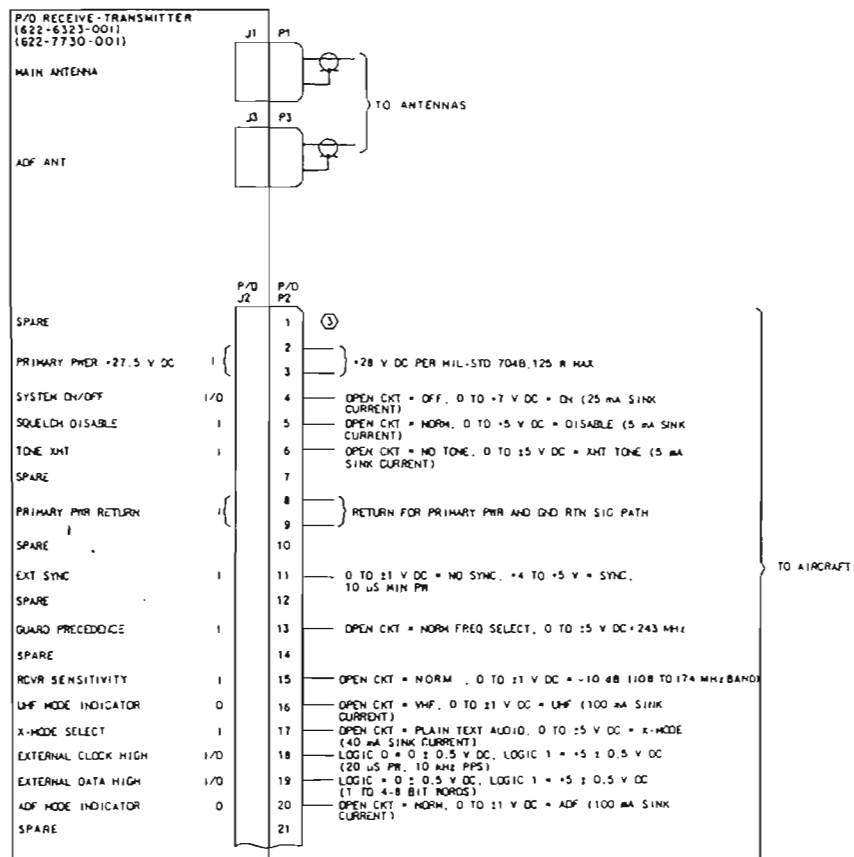 P/O RECEIVE-TRANSMITTER
(622-6323-001)
(622-7730-001)
J1 P1
MAIN ANTENNA
TO ANTENNAS
J3 P3
ADF ANT
P/O P/O
J2 P2
SPARE 1 3
2
PRIMARY PWER +27.5 V DC I +28 V DC PER MIL-STD 704B, 125 W MAX
3
SYSTEM ON/OFF I/O 4 OPEN CKT = OFF, 0 TO +7 V DC = ON (25 mA SINK
CURRENT)
SQUELCH DISABLE I 5 OPEN CKT = NORM, 0 TO +5 V DC = DISABLE (5 mA SINK
CURRENT)
TONE XMT I 6 OPEN CKT = NO TONE, 0 TO ±5 V DC = XMT TONE (5 mA
SINK CURRENT)
SPARE 7
8
PRIMARY PWR RETURN I RETURN FOR PRIMARY PWR AND GND RTN SIG PATH
9
SPARE 10
EXT SYNC I 11 0 TO ±1 V DC = NO SYNC, +4 TO +5 V = SYNC,
10 uS MIN PW
TO AIRCRAFT
SPARE 12
GUARD PRECEDENCE I 13 OPEN CKT = NORM FREQ SELECT, 0 TO ±5 V DC=243 MHz
SPARE 14
RCVR SENSITIVITY I 15 OPEN CKT = NORM , 0 TO ±1 V DC = -10 dB (108 TO 174 MHz BAND)
UHF MODE INDICATOR O 16 OPEN CKT = VHF, 0 TO ±1 V DC = UHF (100 mA SINK
CURRENT)
X-MODE SELECT I 17 OPEN CKT = PLAIN TEXT AUDIO, 0 TO ±5 V DC = X-MODE
(40 mA SINK CURRENT)
EXTERNAL CLOCK HIGH I/O 18 LOGIC 0 = 0 ± 0.5 V DC, LOGIC 1 = +5 ± 0.5 V DC
(20 uS PW, 10 kHz PPS)
EXTERNAL DATA HIGH I/O 19 LOGIC = 0 ± 0.5 V DC, LOGIC 1 = +5 ± 0.5 V DC
(1 TO 4-8 BIT WORDS)
ADF MODE INDICATOR O 20 OPEN CKT = NORM, 0 TO ±1 V DC = ADF (100 mA SINK
CURRENT)
SPARE 21